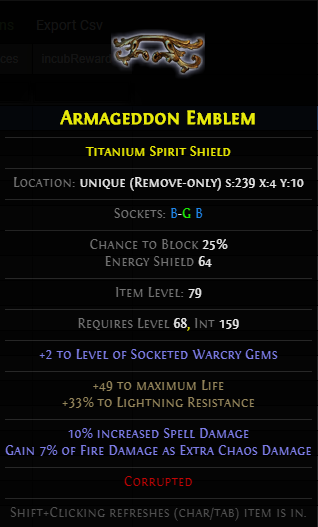 ns Export Csv
ces incubReward
Armageddon Emblem
Titanium Spirit Shield
Location: unique (Remove-only) s:239 x:4 y:10
Sockets: B-G B
Chance to Block 25%
Energy Shield 64
Item Level: 79
Requires Level 68, Int 159
+2 to Level of Socketed Warcry Gems
+49 to maximum Life
+33% to Lightning Resistance
10% increased Spell Damage
Gain 7% of Fire Damage as Extra Chaos Damage
Corrupted
Shift+Clicking refreshes (char/tab) item is in.